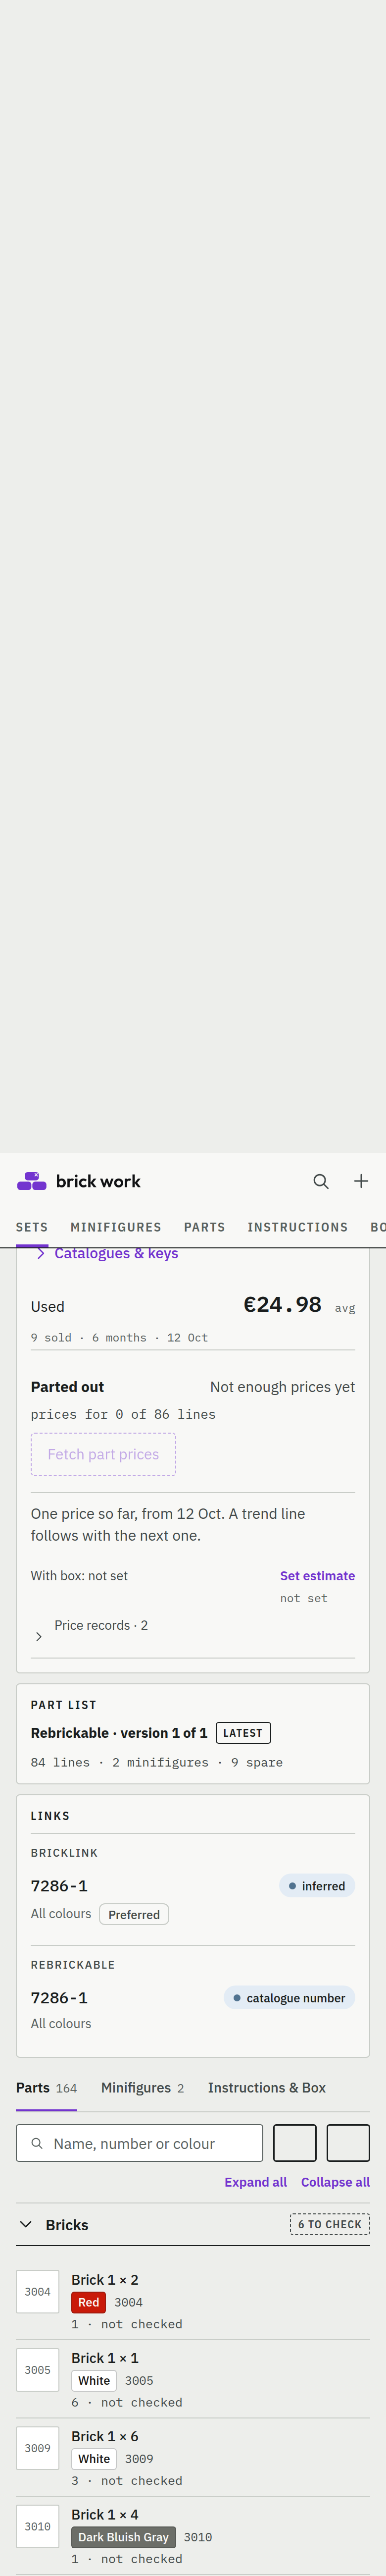 brick work
SETS MINIFIGURES PARTS INSTRUCTIONS BO
Catalogues & keys
Used €24.98 avg
9 sold · 6 months · 12 Oct
Parted out Not enough prices yet
prices for 0 of 86 lines
Fetch part prices
One price so far, from 12 Oct. A trend line
follows with the next one.
With box: not set Set estimate
not set
Price records · 2
PART LIST
Rebrickable · version 1 of 1 LATEST
84 lines · 2 minifigures · 9 spare
LINKS
BRICKLINK
7286-1 inferred
All colours Preferred
REBRICKABLE
7286-1 catalogue number
All colours
Parts 164 Minifigures 2 Instructions & Box
Name, number or colour
Expand all Collapse all
Bricks 6 TO CHECK
3004 Brick 1 × 2
Red 3004
1 · not checked
3005 Brick 1 × 1
White 3005
6 · not checked
3009 Brick 1 × 6
White 3009
3 · not checked
3010 Brick 1 × 4
Dark Bluish Gray 3010
1 · not checked